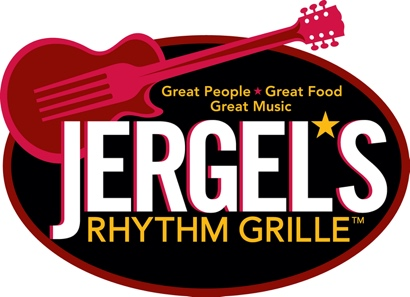 Great People ★ Great Food
Great Music
JERGEL★S
RHYTHM GRILLE™